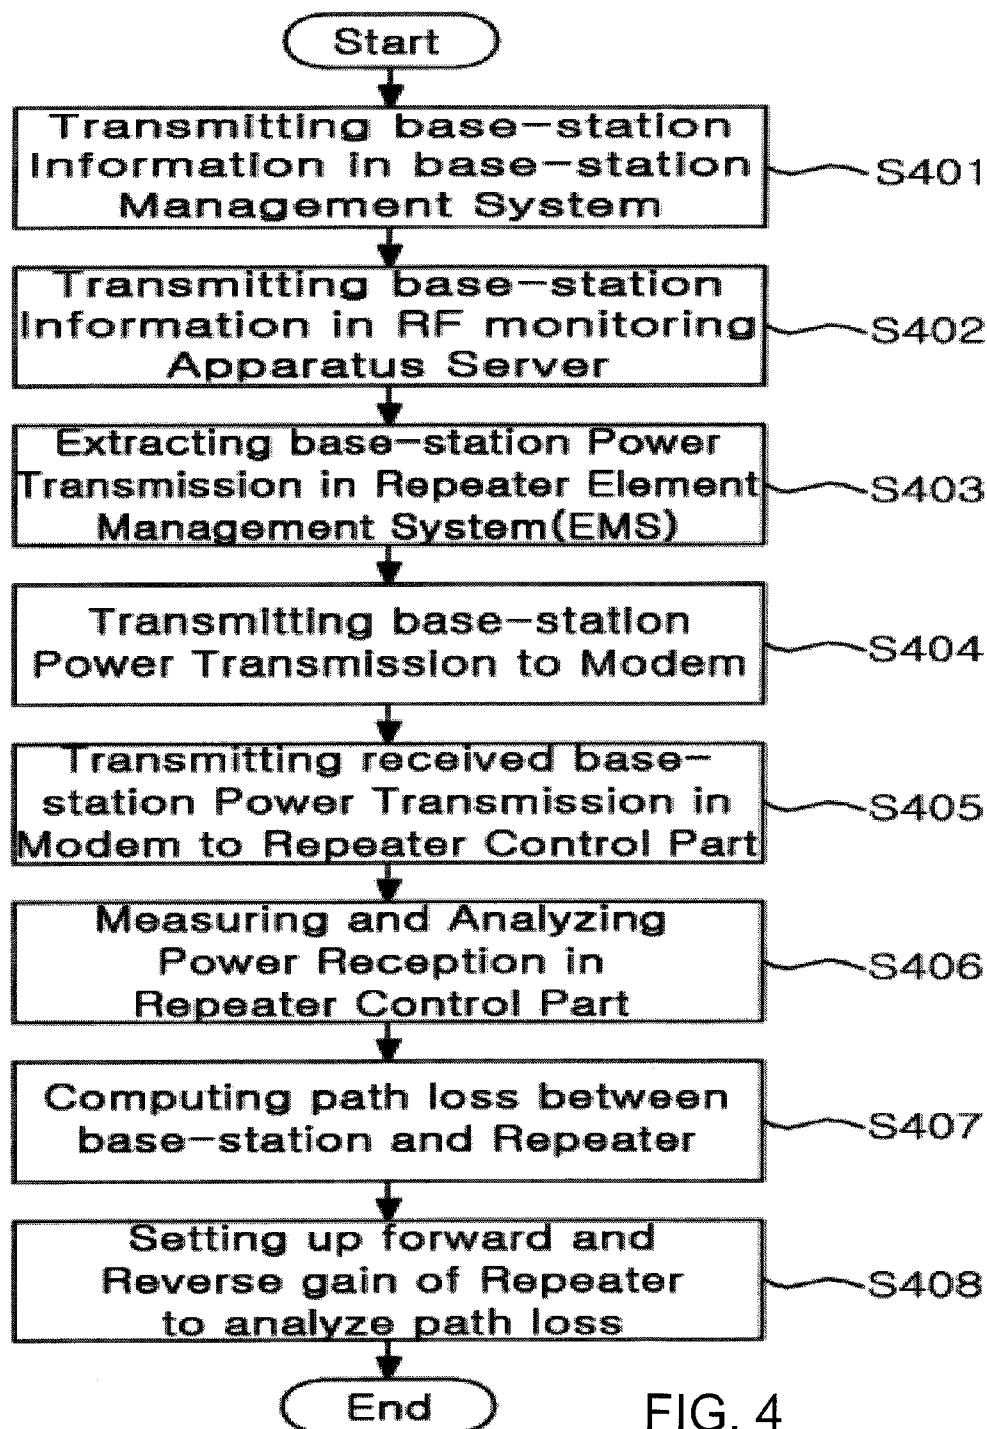 Start
Transmitting base-station
Information in base-station
Management System
S401
Transmitting base-station
Information in RF monitoring
Apparatus Server
S402
Extracting base-station Power
Transmission in Repeater Element
Management System(EMS)
S403
Transmitting base-station
Power Transmission to Modem
S404
Transmitting received base-
station Power Transmission in
Modem to Repeater Control Part
S405
Measuring and Analyzing
Power Reception in
Repeater Control Part
S406
Computing path loss between
base-station and Repeater
S407
Setting up forward and
Reverse gain of Repeater
to analyze path loss
S408
End
FIG. 4